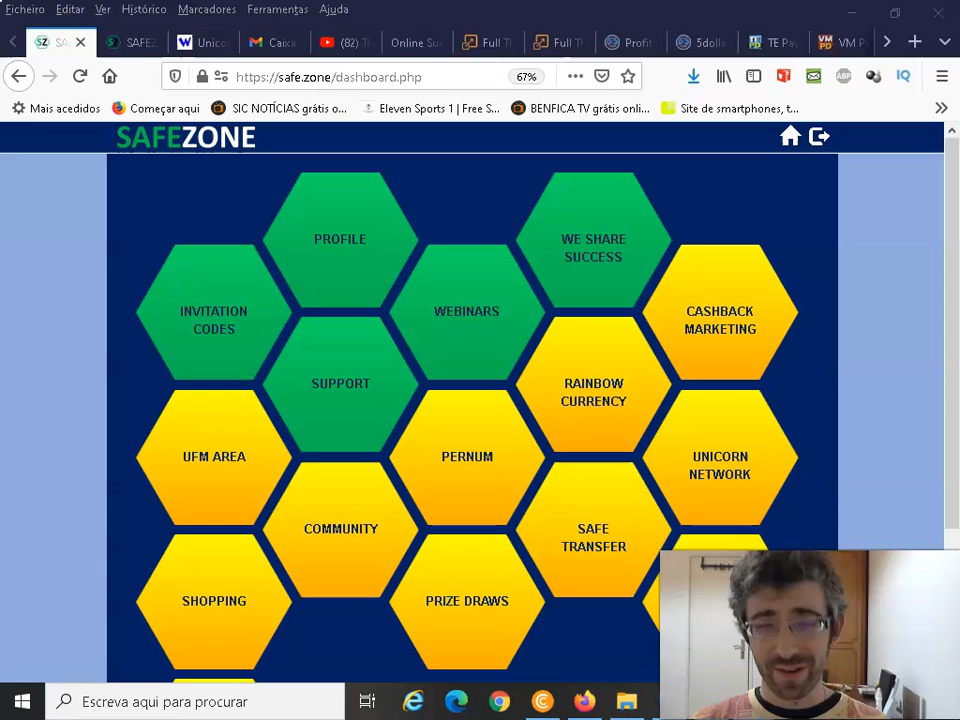 Ficheiro Editar Ver Histórico Marcadores Ferramentas Ajuda
SAFEZ
Unico
Caixa
(82) T
Online Su
Full T
Full T
Profit
5dolla
TE Pay
VM P
https://safe.zone/dashboard.php
67%
ABP
IQ
Mais acedidos
Começar aqui
SIC NOTÍCIAS grátis o...
Eleven Sports 1 | Free S...
BENFICA TV grátis onli...
Site de smartphones, t...
SAFEZONE
PROFILE
WE SHARE
SUCCESS
INVITATION
CODES
WEBINARS
CASHBACK
MARKETING
SUPPORT
RAINBOW
CURRENCY
UFM AREA
PERNUM
UNICORN
NETWORK
COMMUNITY
SAFE
TRANSFER
SHOPPING
PRIZE DRAWS
Escreva aqui para procurar